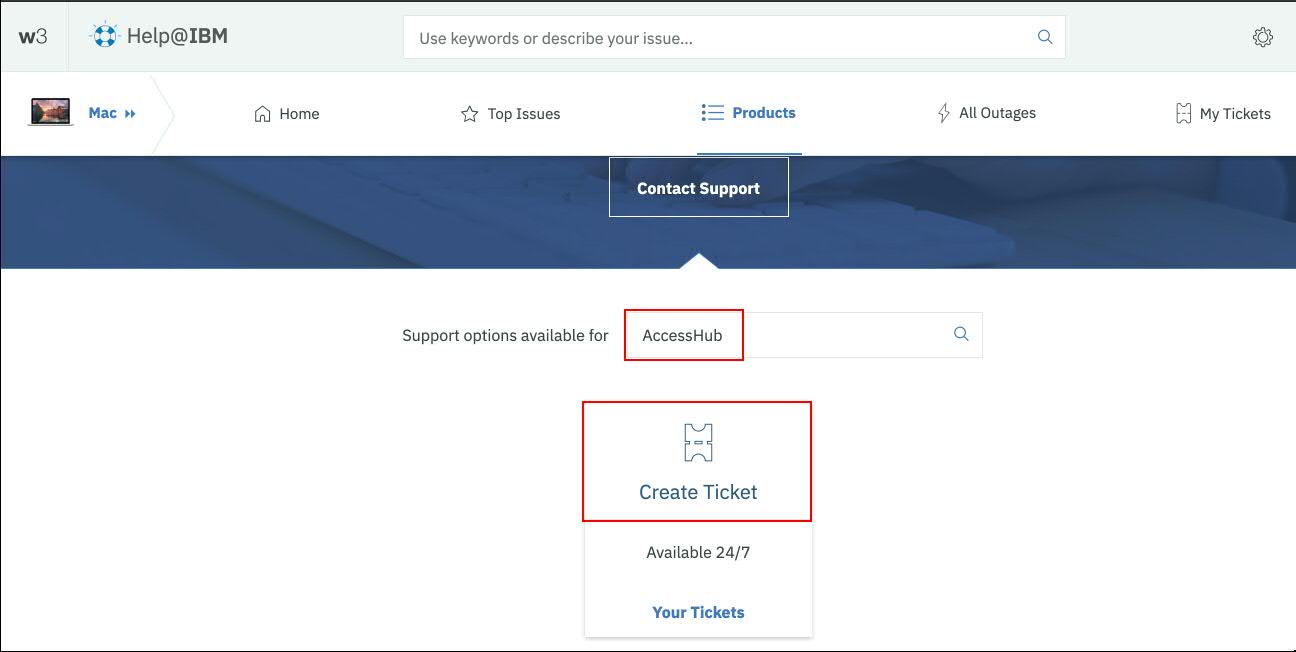 w3
Help@IBM
Use keywords or describe your issue...
Mac
Home
Top Issues
Products
All Outages
My Tickets
Contact Support
Support options available for
AccessHub
Create Ticket
Available 24/7
Your Tickets